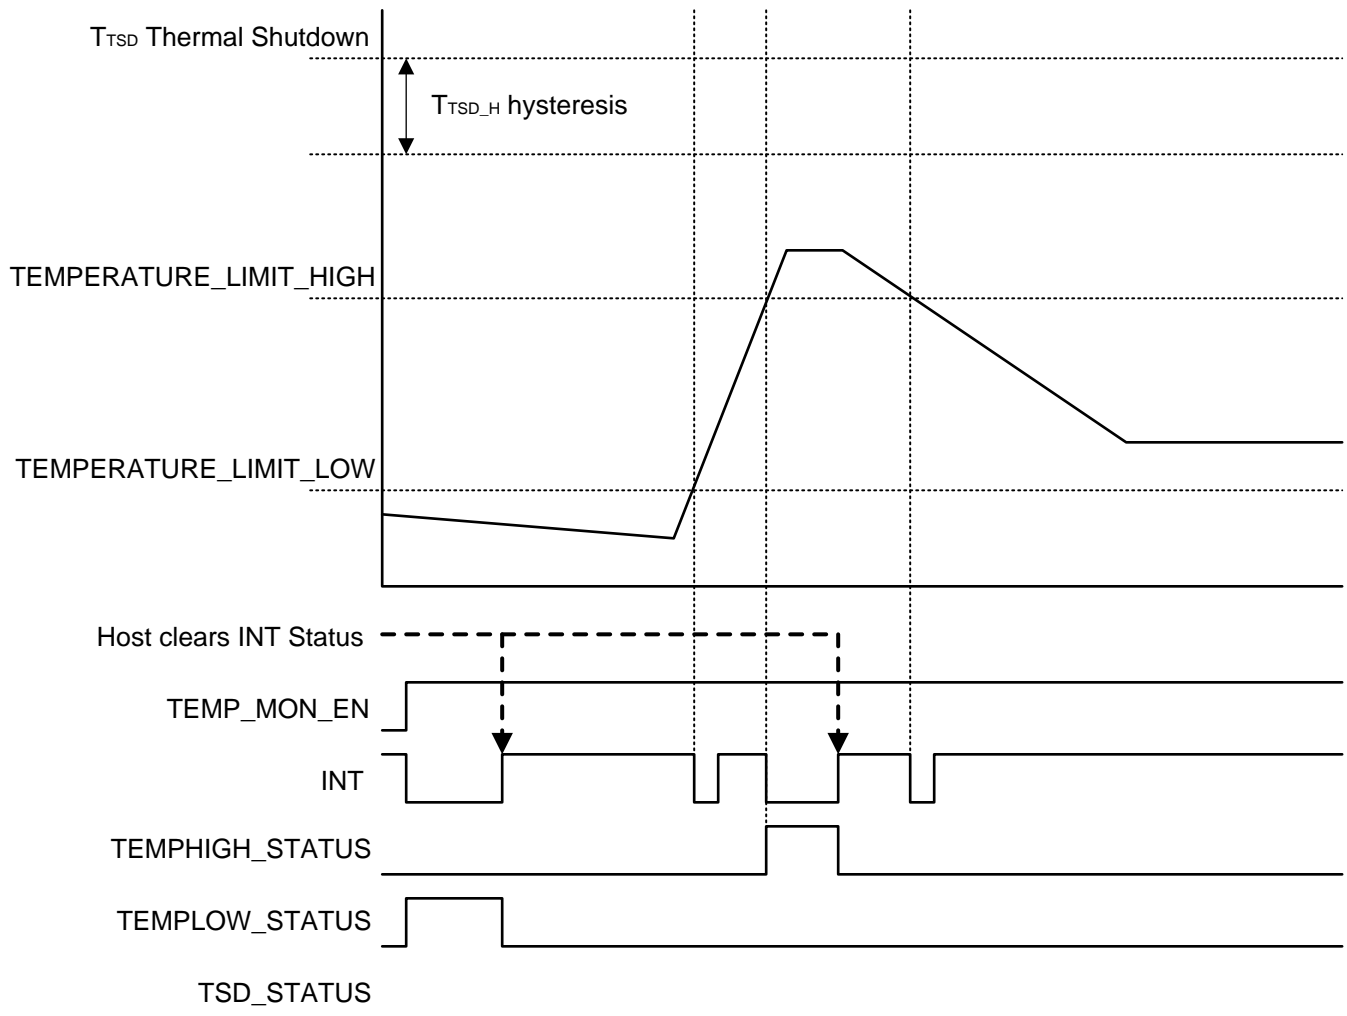 TTSD Thermal Shutdown
TTSD_H hysteresis
TEMPERATURE_LIMIT_HIGH
TEMPERATURE_LIMIT_LOW
Host clears INT Status
TEMP_MON_EN
INT
TEMPHIGH_STATUS
TEMPLOW_STATUS
TSD_STATUS